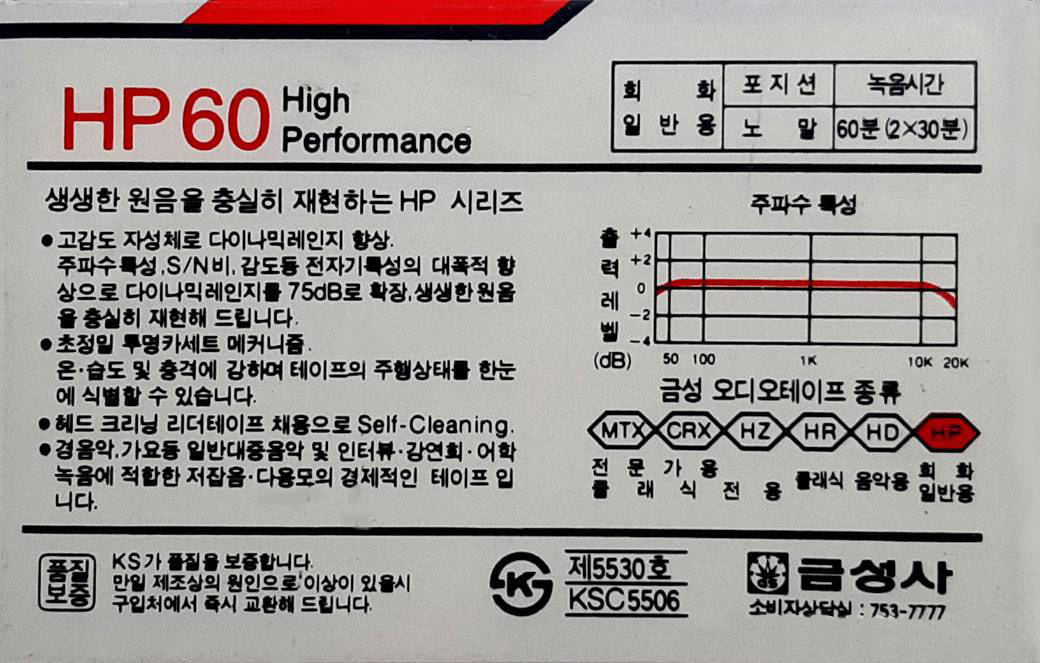 HP60 High
Performance
회 화
일 반 용
포 지 션
녹음시간
노 말
60분 (2×30분)
생생한 원음을 충실히 재현하는 HP 시리즈
●고감도 자성체로 다이나믹레인지 향상.
주파수특성,S/N비,감도등 전자기특성의 대폭적 향
상으로 다이나믹레인지를 75dB로 확장,생생한원음
을 충실히 재현해 드립니다.
●초정밀 투명카세트 메커니즘.
온·습도 및 충격에 강하며 테이프의 주행상태를 한눈
에 식별할 수 있습니다.
●헤드 크리닝 리더테이프 채용으로 Self-Cleaning.
●경음악,가요등 일반대중음악 및 인터뷰·강연회·어학
녹음에 적합한 저잡음·다용모의 경제적인 테이프 입
니다.
주파수 특성
출력레벨
(dB)
+4
+2
0
-2
-4
50 100 1K 10K 20K
금성 오디오테이프 종류
MTX CRX HZ HR HD HP
전 문 가 용
클 래 식 전 용
클래식 음악용
회 화
일반용
품질
보증
KS가 품질을 보증합니다.
만일 제조상의 원인으로 이상이 있을시
구입처에서 즉시 교환해 드립니다.
K
제5530호
KSC5506
금성사
소비자상담실 : 753-7777